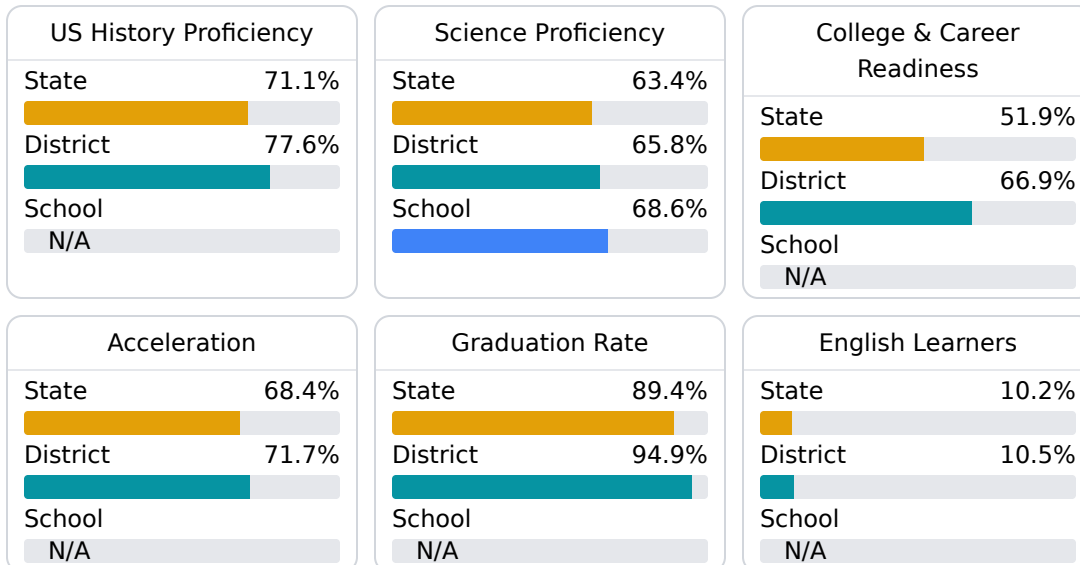 US History Proficiency
State 71.1%
District 77.6%
School
N/A
Science Proficiency
State 63.4%
District 65.8%
School 68.6%
College & Career
Readiness
State 51.9%
District 66.9%
School
N/A
Acceleration
State 68.4%
District 71.7%
School
N/A
Graduation Rate
State 89.4%
District 94.9%
School
N/A
English Learners
State 10.2%
District 10.5%
School
N/A